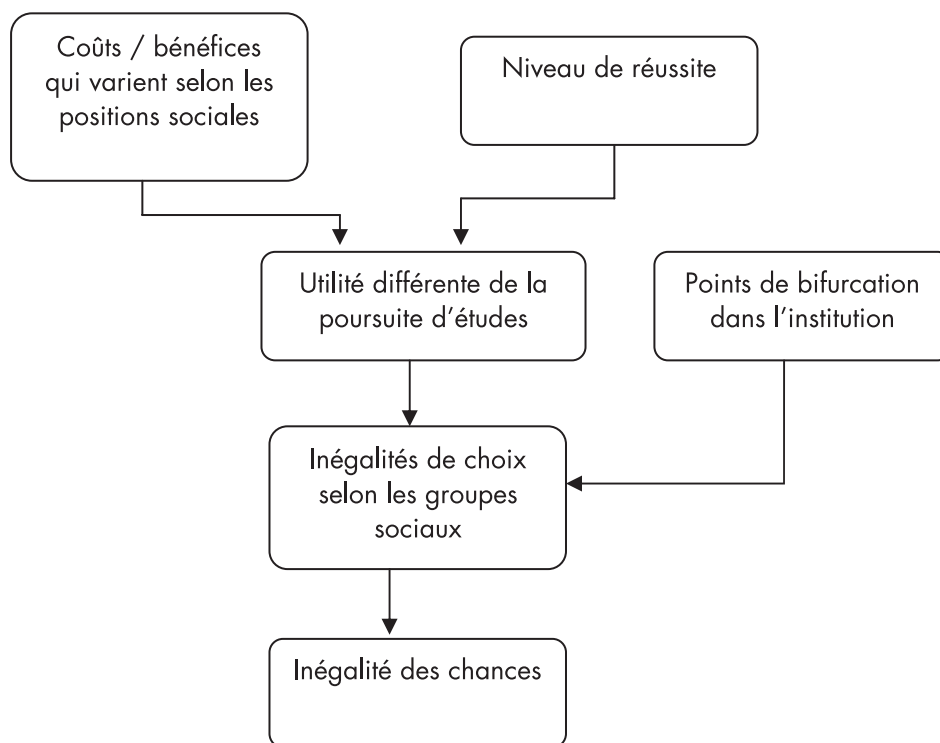 Coûts / bénéfices
qui varient selon les
positions sociales
Niveau de réussite
Utilité différente de la
poursuite d’études
Points de bifurcation
dans l’institution
Inégalités de choix
selon les groupes
sociaux
Inégalité des chances